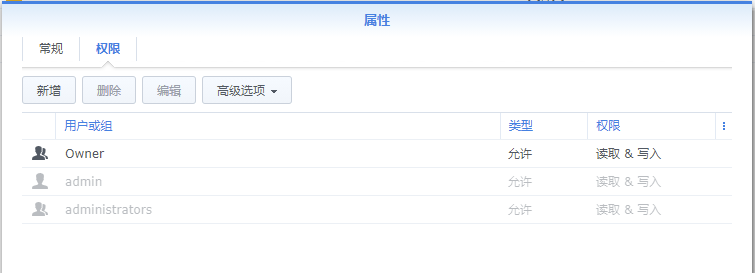 属性
常规 权限
新增 删除 编辑 高级选项
用户或组 类型 权限
Owner 允许 读取 & 写入
admin 允许 读取 & 写入
administrators 允许 读取 & 写入